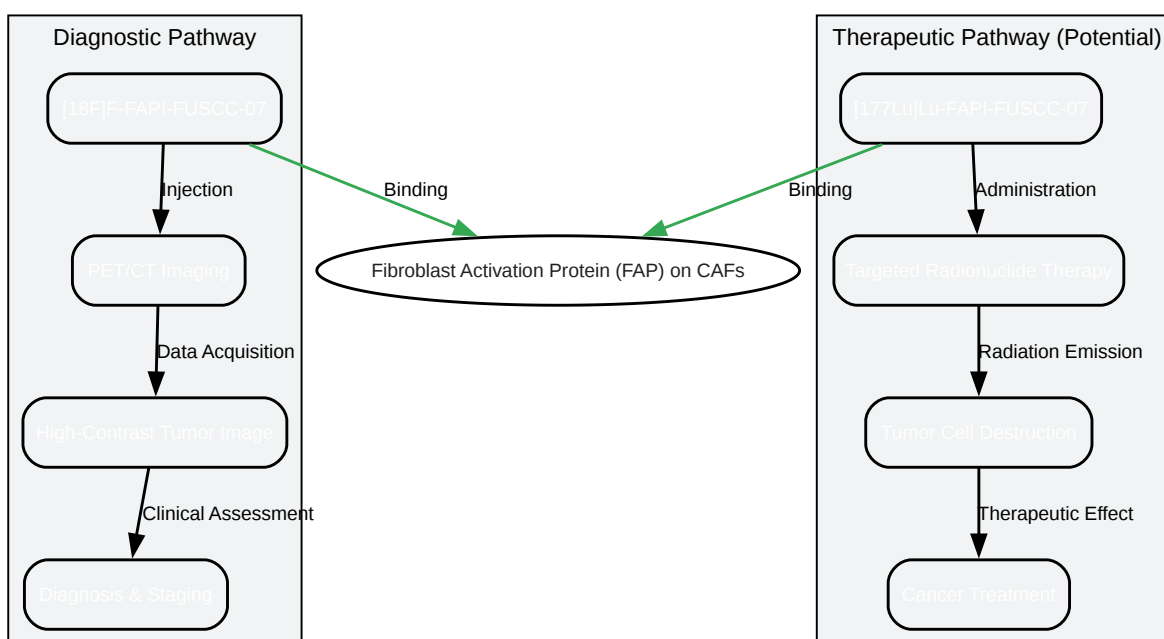 Diagnostic Pathway
[18F]F-FAPI-FUSCC-07
Injection
PET/CT Imaging
Data Acquisition
High-Contrast Tumor Image
Clinical Assessment
Diagnosis & Staging
Binding
Fibroblast Activation Protein (FAP) on CAFs
Binding
Therapeutic Pathway (Potential)
[177Lu]Lu-FAPI-FUSCC-07
Administration
Targeted Radionuclide Therapy
Radiation Emission
Tumor Cell Destruction
Therapeutic Effect
Cancer Treatment